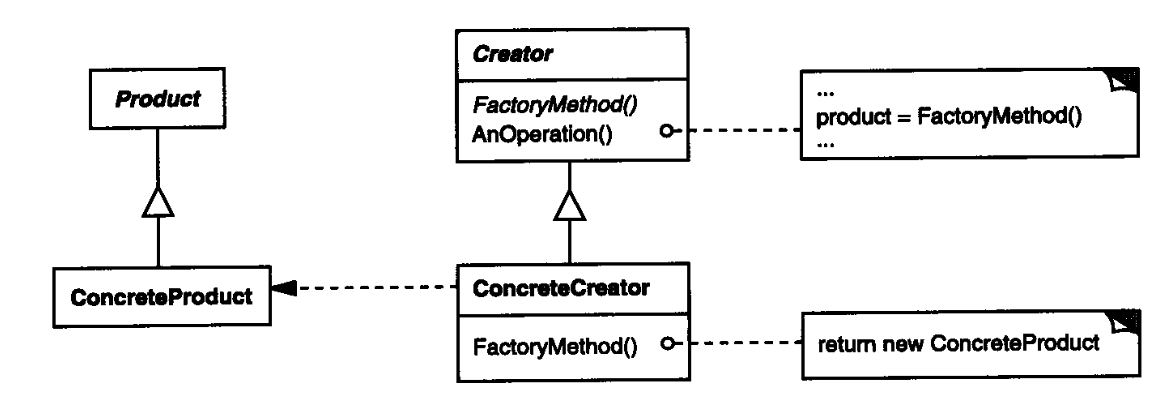 Product
ConcreteProduct
Creator
FactoryMethod()
AnOperation()
ConcreteCreator
FactoryMethod()
...
product = FactoryMethod()
...
return new ConcreteProduct